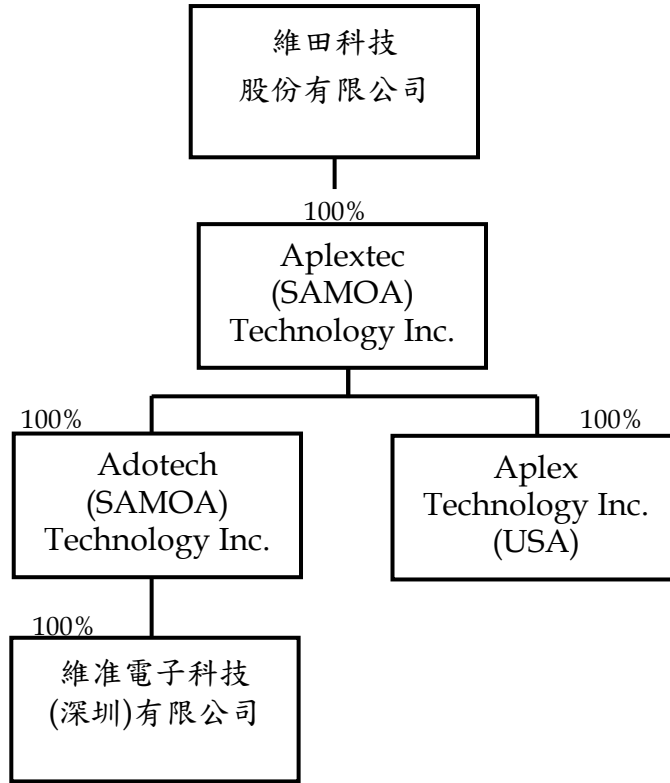 維田科技
股份有限公司
100%
Aplextec
(SAMOA)
Technology Inc.
100%
Adotech
(SAMOA)
Technology Inc.
100%
Aplex
Technology Inc.
(USA)
100%
維准電子科技
(深圳)有限公司